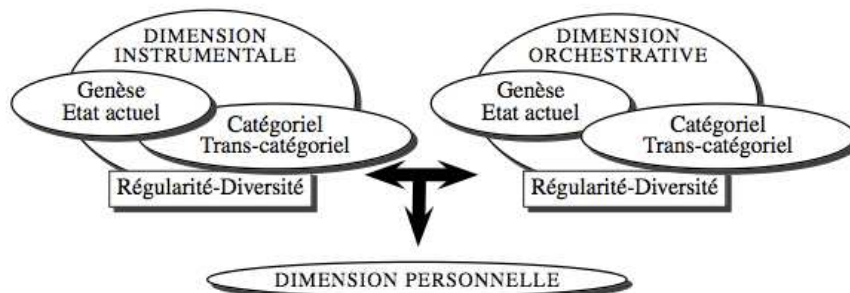 DIMENSION
INSTRUMENTALE
Genèse
Etat actuel
Catégoriel
Trans-catégoriel
Régularité-Diversité
DIMENSION
ORCHESTRATIVE
Genèse
Etat actuel
Catégoriel
Trans-catégoriel
Régularité-Diversité
DIMENSION PERSONNELLE